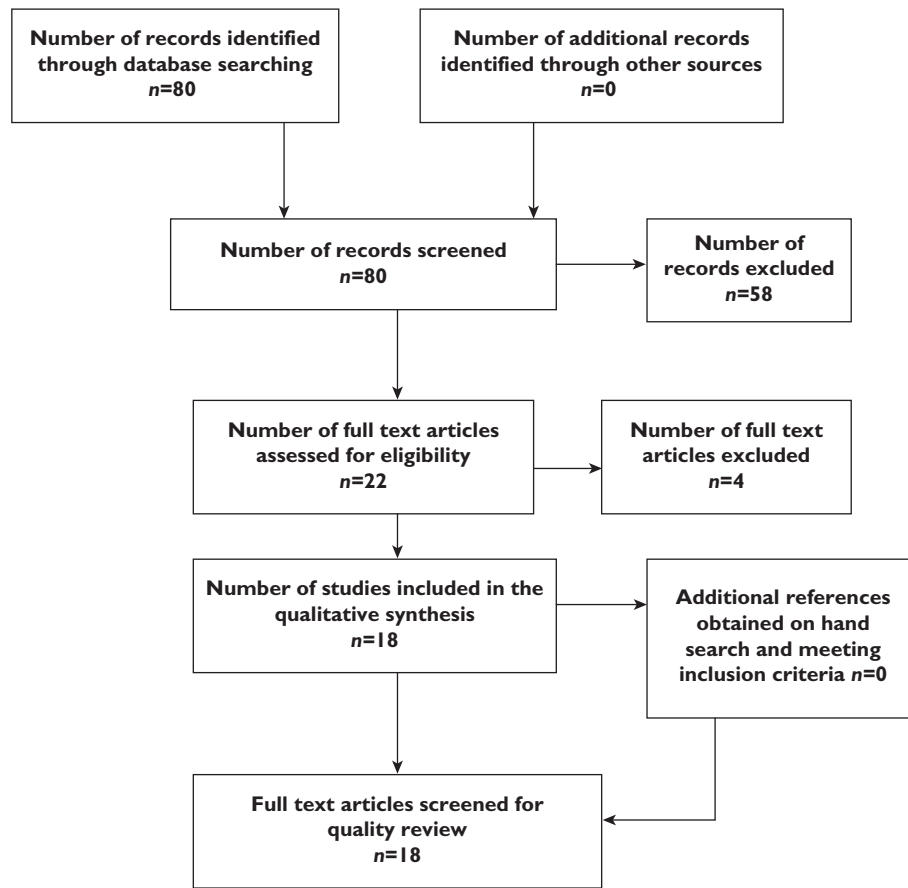 Number of records identified
through database searching
n=80
Number of additional records
identified through other sources
n=0
Number of records screened
n=80
Number of
records excluded
n=58
Number of full text articles
assessed for eligibility
n=22
Number of full text
articles excluded
n=4
Number of studies included in the
qualitative synthesis
n=18
Additional references
obtained on hand
search and meeting
inclusion criteria n=0
Full text articles screened for
quality review
n=18